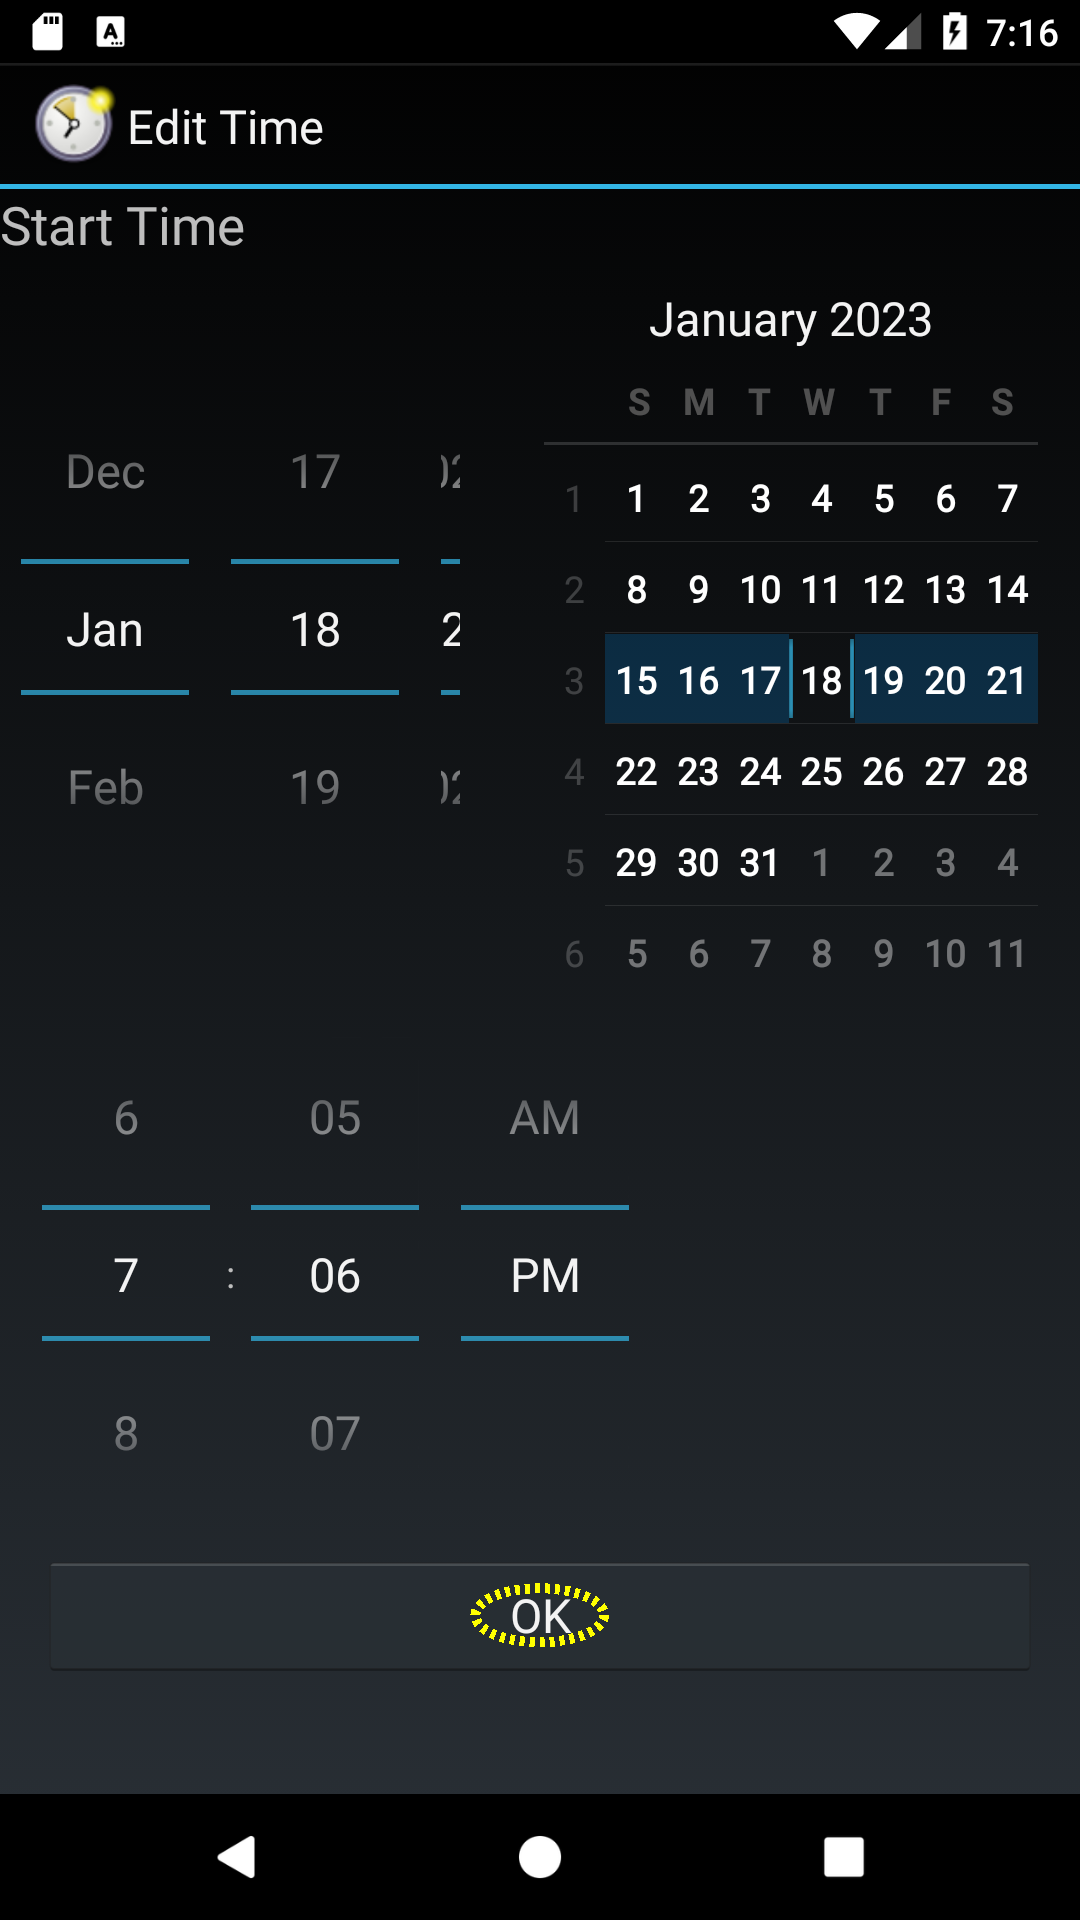 7:16
Edit Time
Start Time
January 2023
S M T W T F S
Dec 17
1 1 2 3 4 5 6 7
2 8 9 10 11 12 13 14
Jan 18 2
3 15 16 17 18 19 20 21
Feb 19
4 22 23 24 25 26 27 28
5 29 30 31 1 2 3 4
6 5 6 7 8 9 10 11
6 05 AM
7 : 06 PM
8 07
OK